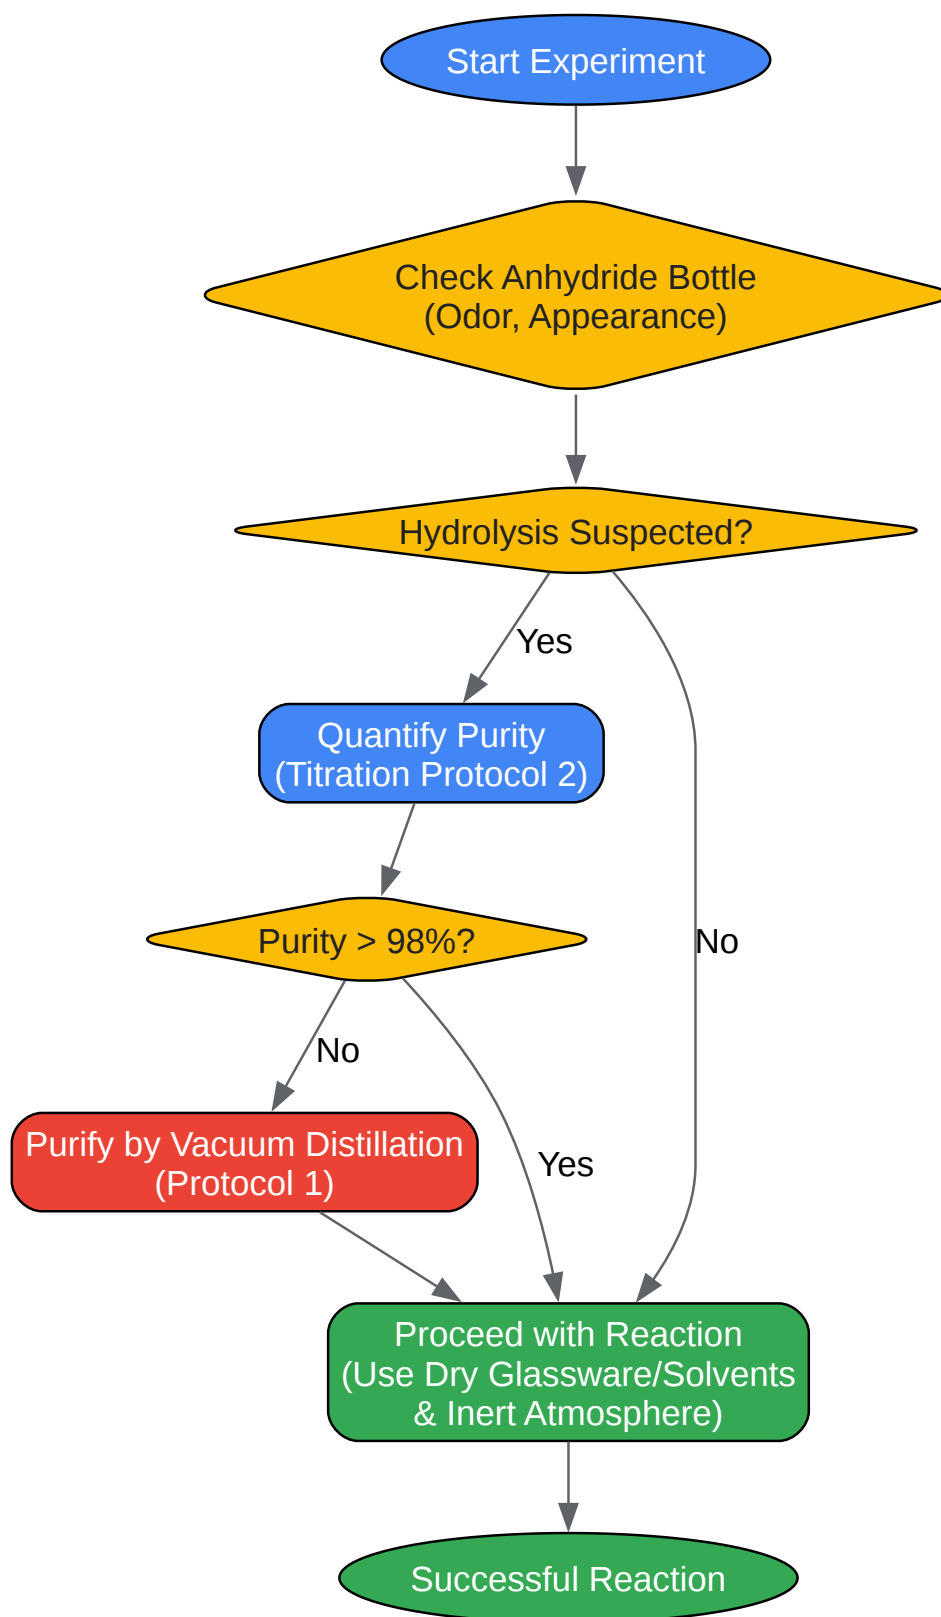 Start Experiment
Check Anhydride Bottle
(Odor, Appearance)
Hydrolysis Suspected?
Yes
Quantify Purity
(Titration Protocol 2)
Purity > 98%?
No
No
Purify by Vacuum Distillation
(Protocol 1)
Yes
Proceed with Reaction
(Use Dry Glassware/Solvents
& Inert Atmosphere)
Successful Reaction